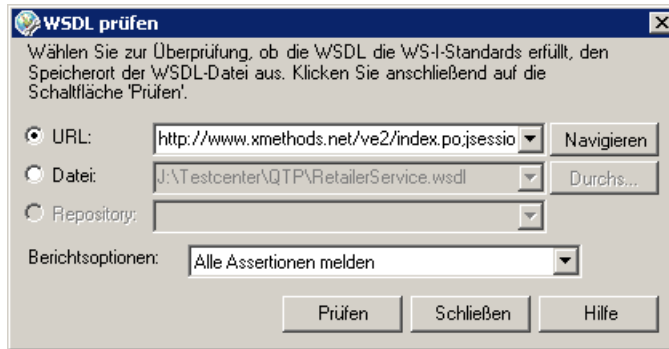 WSDL prüfen
Wählen Sie zur Überprüfung, ob die WSDL die WS-I-Standards erfüllt, den
Speicherort der WSDL-Datei aus. Klicken Sie anschließend auf die
Schaltfläche 'Prüfen'.
URL: http://www.xmethods.net/ve2/index.po;jsessio Navigieren
Datei: J:\Testcenter\QTP\RetailerService.wsdl Durchs...
Repository:
Berichtsoptionen: Alle Assertionen melden
Prüfen Schließen Hilfe